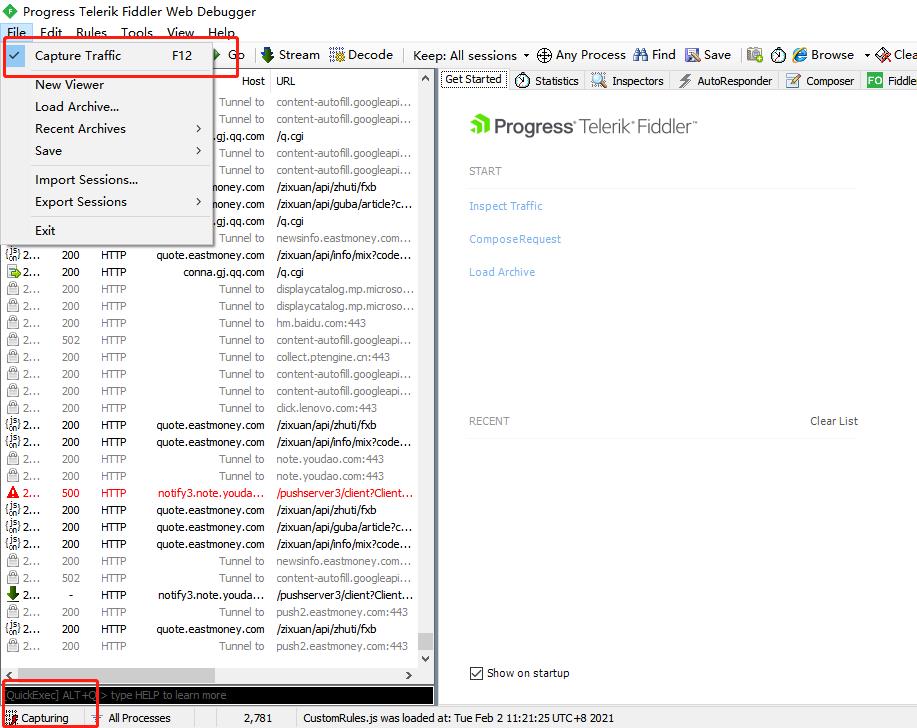 Progress Telerik Fiddler Web Debugger
File Edit Rules Tools View Help
Capture Traffic F12
Go Stream Decode Keep: All sessions Any Process Find Save Browse Clea
New Viewer
Load Archive...
Recent Archives
Save
Import Sessions...
Export Sessions
Exit
Host URL
Tunnel to content-autofill.googleapi...
Tunnel to content-autofill.googleapi...
.gj.qq.com /q.cgi
Tunnel to content-autofill.googleapi...
Tunnel to content-autofill.googleapi...
money.com /zixuan/api/zhuti/fxb
money.com /zixuan/api/guba/article?c...
.gj.qq.com /q.cgi
Tunnel to newsinfo.eastmoney.com...
2... 200 HTTP quote.eastmoney.com /zixuan/api/info/mix?code...
2... 200 HTTP conna.gj.qq.com /q.cgi
2... 200 HTTP Tunnel to displaycatalog.mp.microso...
2... 200 HTTP Tunnel to displaycatalog.mp.microso...
2... 200 HTTP Tunnel to hm.baidu.com:443
2... 502 HTTP Tunnel to content-autofill.googleapi...
2... 200 HTTP Tunnel to collect.ptengine.cn:443
2... 200 HTTP Tunnel to content-autofill.googleapi...
2... 200 HTTP Tunnel to content-autofill.googleapi...
2... 200 HTTP Tunnel to click.lenovo.com:443
2... 200 HTTP quote.eastmoney.com /zixuan/api/zhuti/fxb
2... 200 HTTP quote.eastmoney.com /zixuan/api/info/mix?code...
2... 200 HTTP Tunnel to note.youdao.com:443
2... 200 HTTP Tunnel to note.youdao.com:443
2... 500 HTTP notify3.note.youda... /pushserver3/client?Client...
2... 200 HTTP quote.eastmoney.com /zixuan/api/zhuti/fxb
2... 200 HTTP quote.eastmoney.com /zixuan/api/guba/article?c...
2... 200 HTTP quote.eastmoney.com /zixuan/api/info/mix?code...
2... 200 HTTP Tunnel to newsinfo.eastmoney.com...
2... 502 HTTP Tunnel to content-autofill.googleapi...
2... - HTTP notify3.note.youda... /pushserver3/client?Client...
2... 200 HTTP Tunnel to push2.eastmoney.com:443
2... 200 HTTP quote.eastmoney.com /zixuan/api/zhuti/fxb
2... 200 HTTP Tunnel to push2.eastmoney.com:443
[QuickExec] ALT+Q > type HELP to learn more
Capturing All Processes 2,781 CustomRules.js was loaded at: Tue Feb 2 11:21:25 UTC+8 2021
Get Started Statistics Inspectors AutoResponder Composer FO Fiddle
Progress Telerik Fiddler
START
Inspect Traffic
Compose Request
Load Archive
RECENT Clear List
Show on startup